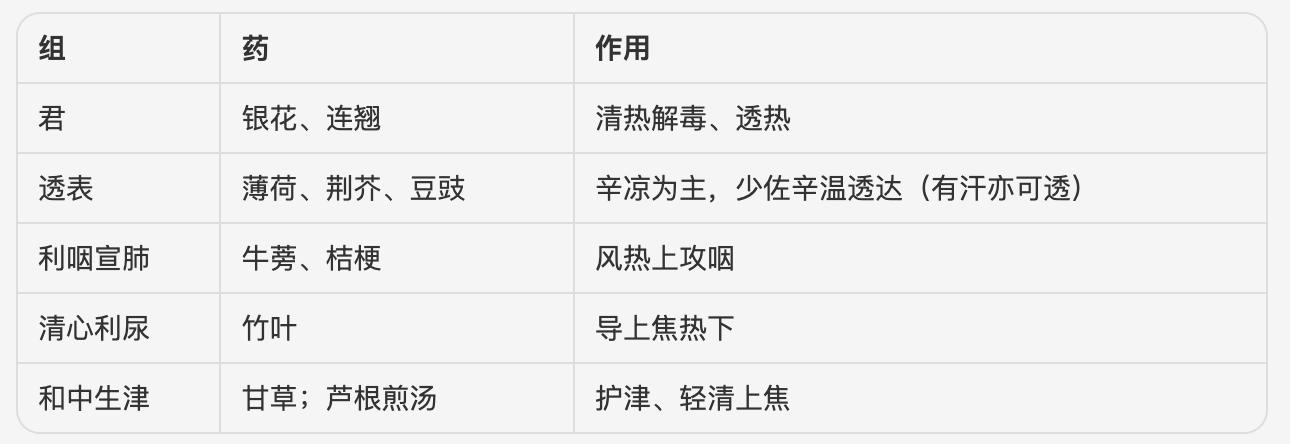 组 药 作用
君 银花、连翘 清热解毒、透热
透表 薄荷、荆芥、豆豉 辛凉为主，少佐辛温透达（有汗亦可透）
利咽宣肺 牛蒡、桔梗 风热上攻咽
清心利尿 竹叶 导上焦热下
和中生津 甘草；芦根煎汤 护津、轻清上焦